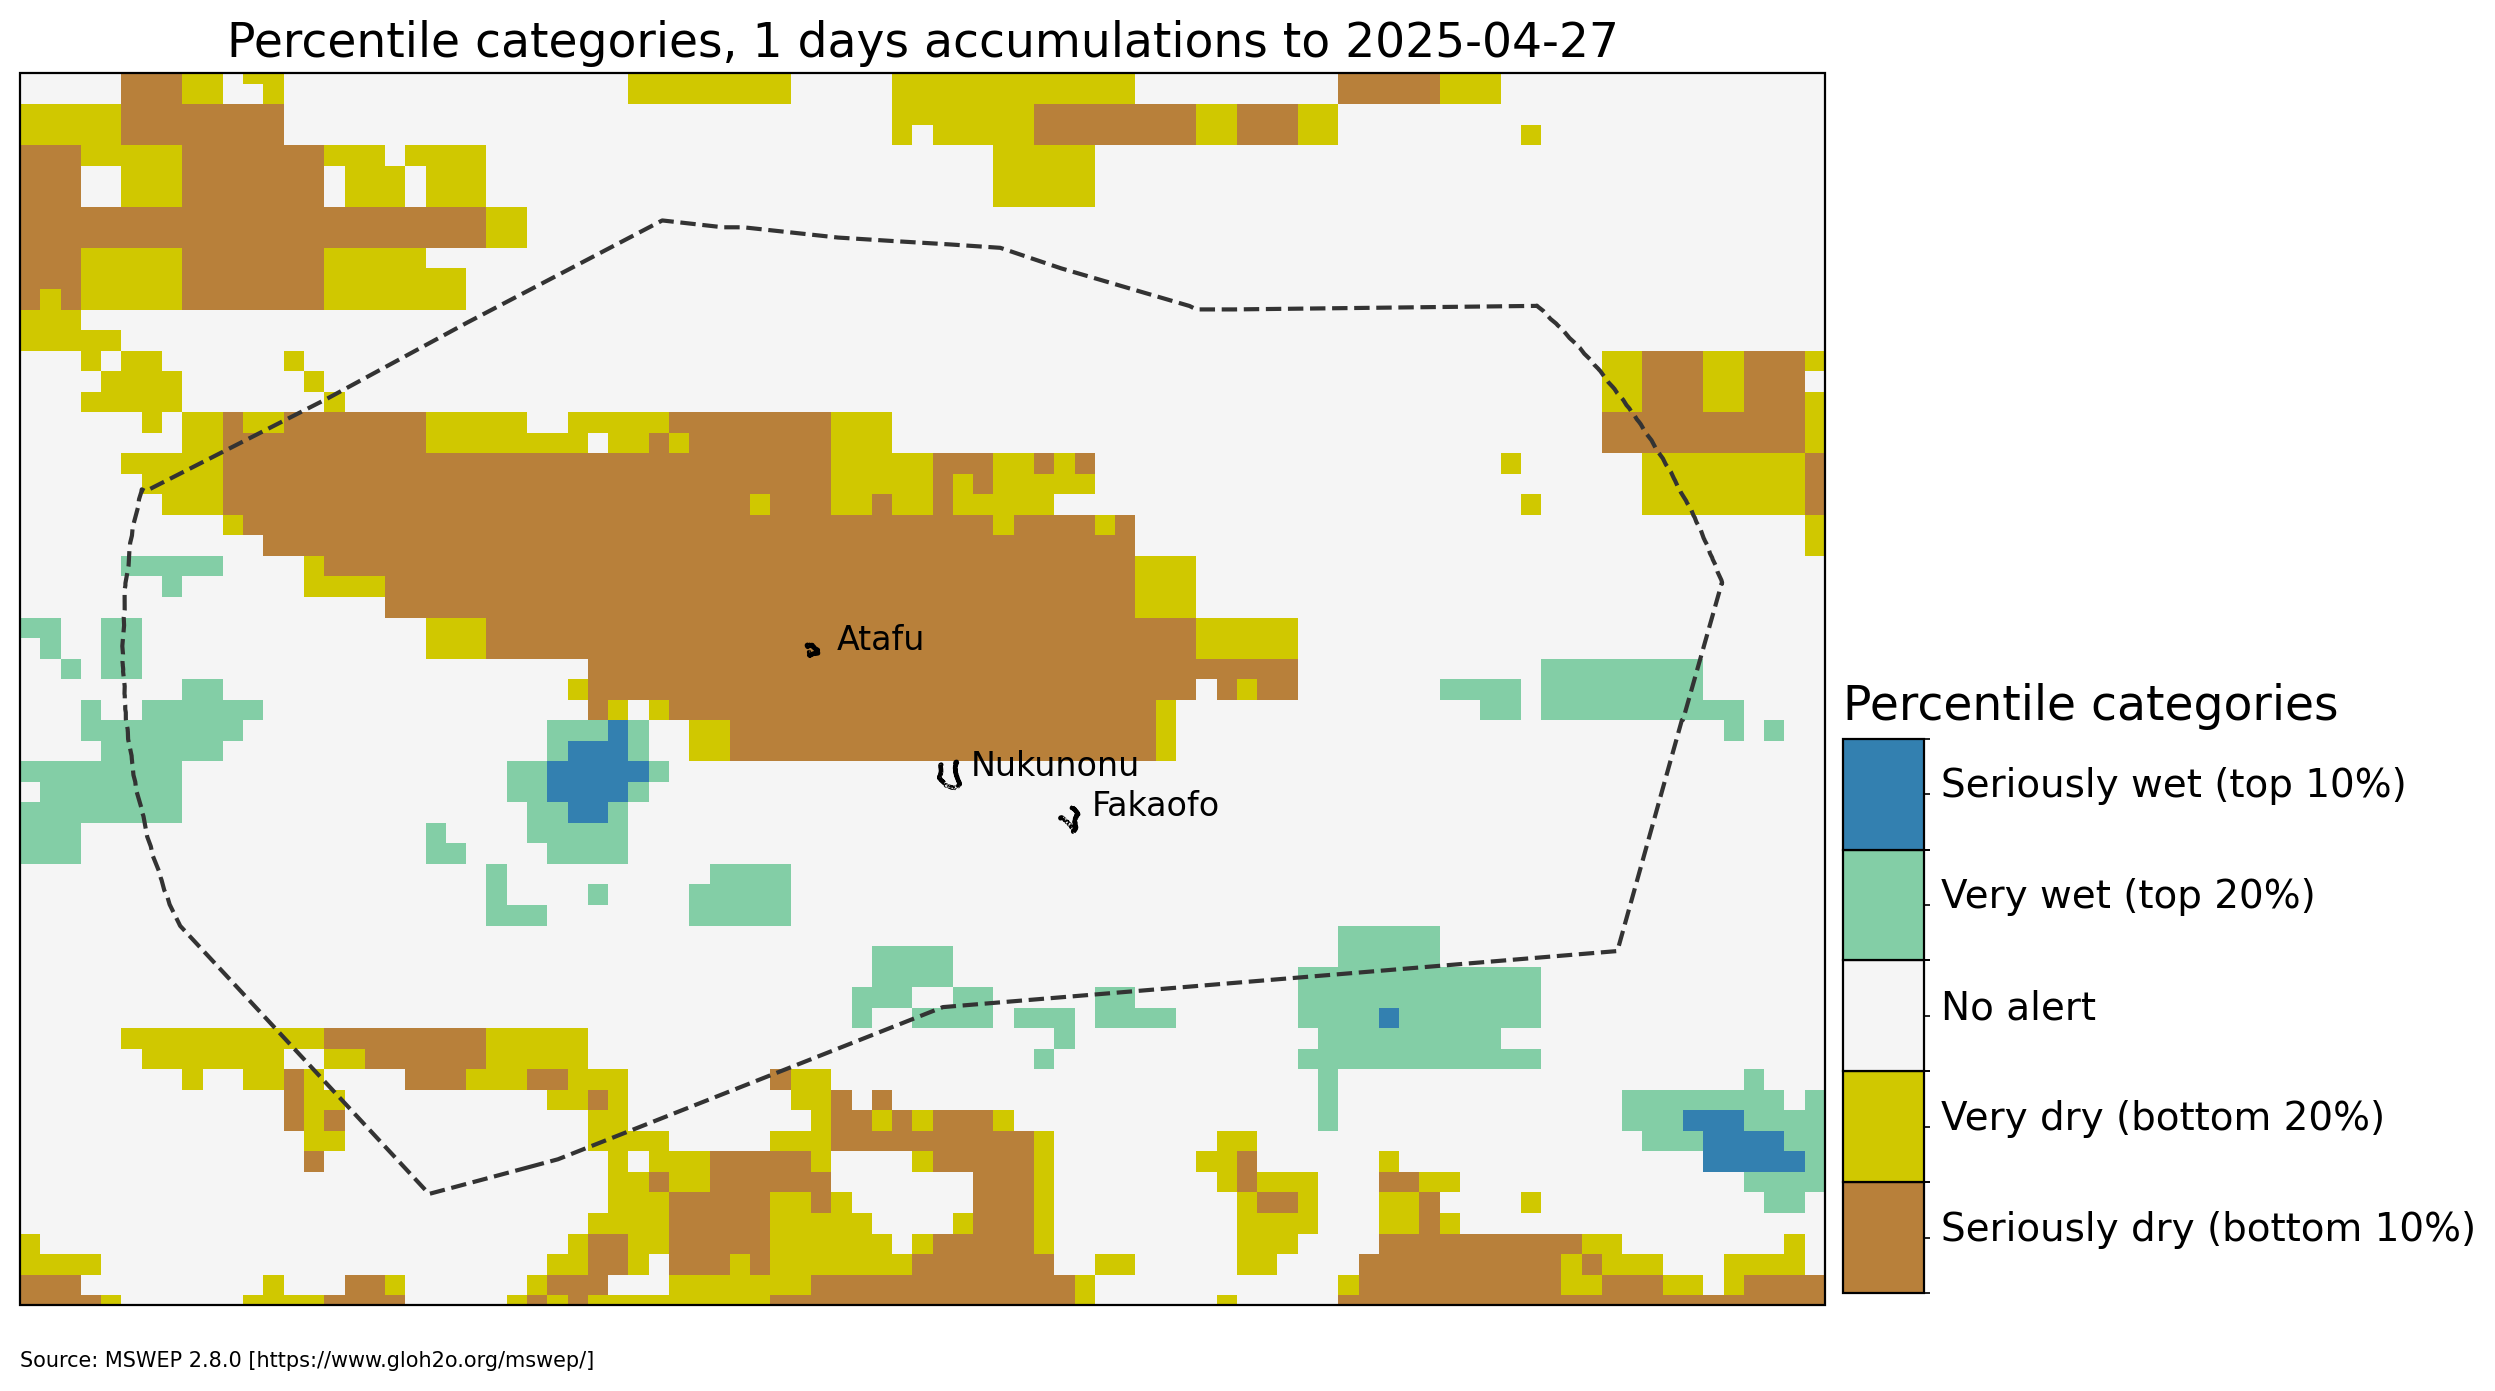 Percentile categories, 1 days accumulations to 2025-04-27
Atafu
Nukunonu
Fakaofo
Percentile categories
Seriously wet (top 10%)
Very wet (top 20%)
No alert
Very dry (bottom 20%)
Seriously dry (bottom 10%)
Source: MSWEP 2.8.0 [https://www.gloh2o.org/mswep/]